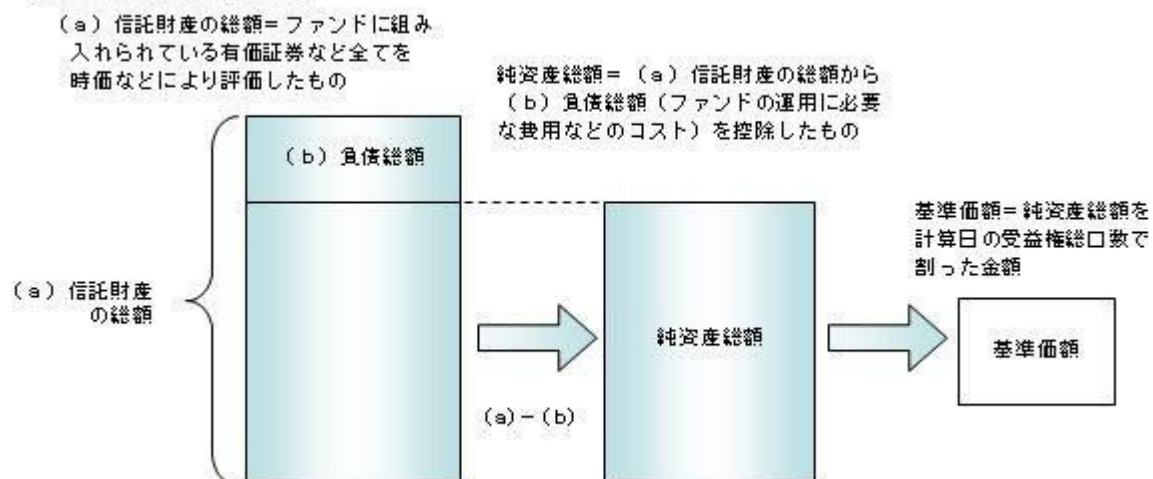 (a)信託財産の総額=ファンドに組み
入れられている有価証券など全てを
時価などにより評価したもの
純資産総額=(a)信託財産の総額から
(b)負債総額(ファンドの運用に必要
な費用などのコスト)を控除したもの
(b)負債総額
基準価額=純資産総額を
計算日の受益権総口数で
割った金額
(a)信託財産
の総額
純資産総額
基準価額
(a)-(b)